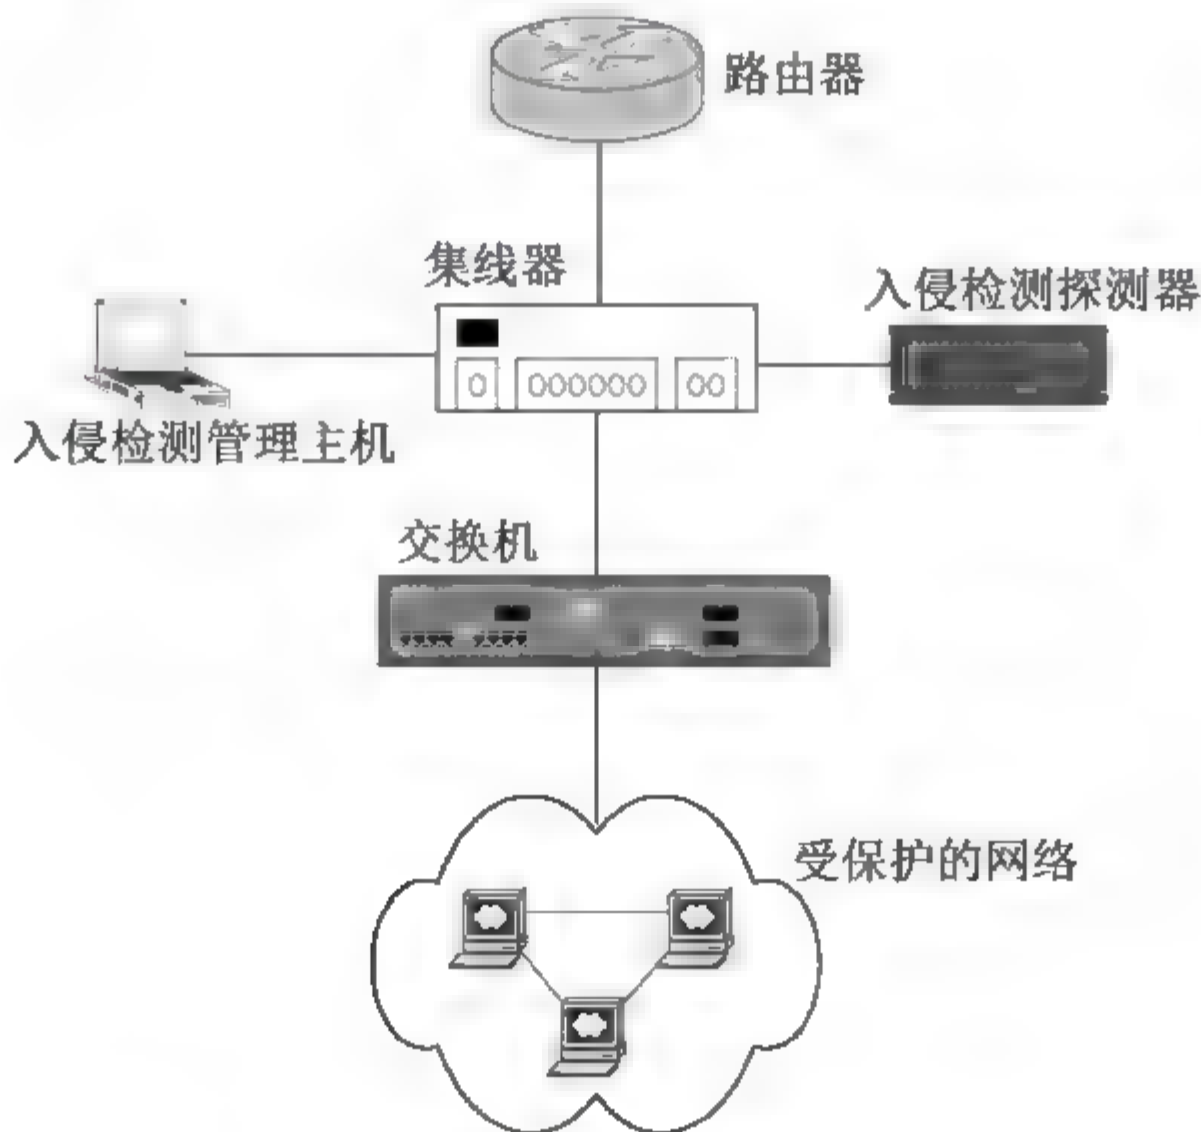 路由器
集线器
入侵检测探测器
入侵检测管理主机
交换机
受保护的网络